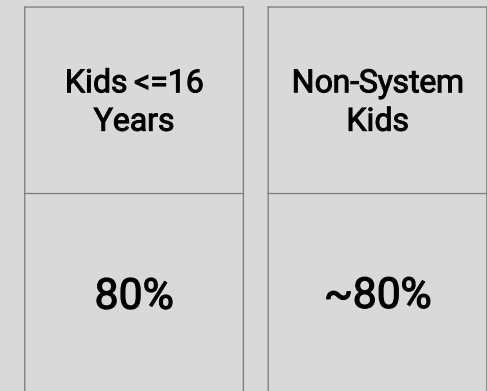 Kids <=16
Years
Non-System
Kids
80%
~80%